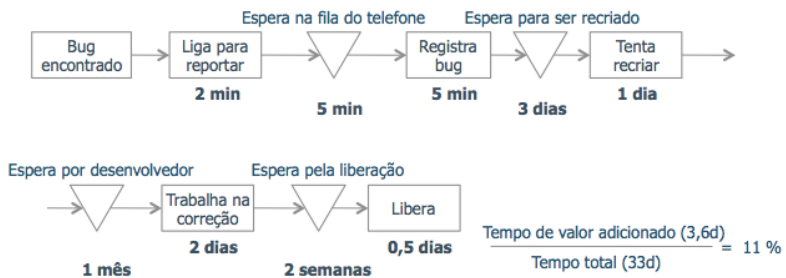 Espera na fila do telefone
Espera para ser recriado
Bug
encontrado
Liga para
reportar
Registra
bug
Tenta
recriar
2 min
5 min
5 min
3 dias
1 dia
Espera por desenvolvedor
Espera pela liberação
Trabalha na
correção
Libera
1 mês
2 dias
2 semanas
0,5 dias
Tempo de valor adicionado (3,6d)
Tempo total (33d)
= 11 %